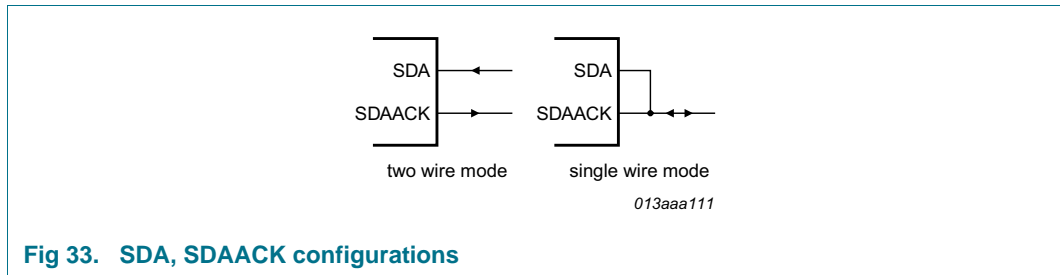 SDA
SDAACK
two wire mode
SDA
SDAACK
single wire mode
013aaa111
Fig 33. SDA, SDAACK configurations